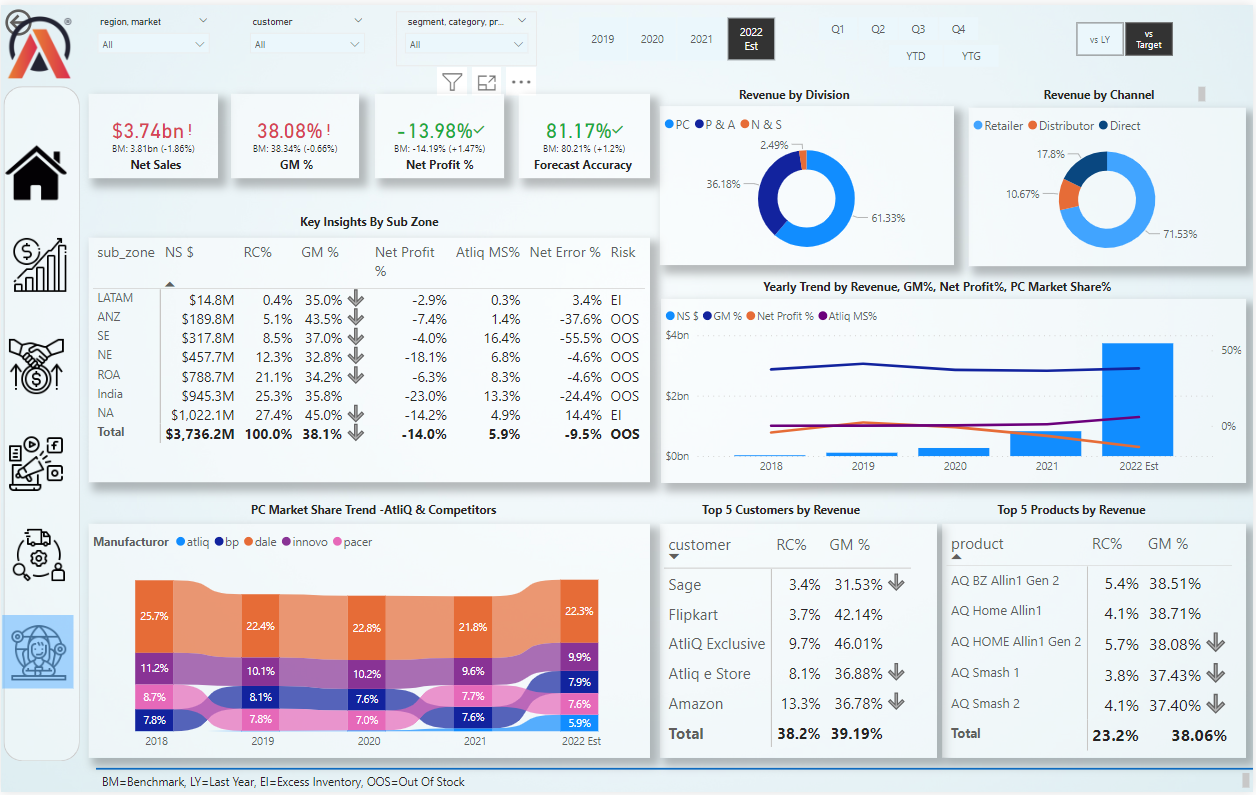 region, market
customer
segment, category, pr...
All
All
All
2019 2020 2021 2022 Est
Q1 Q2 Q3 Q4
YTD YTG
vs LY
vs Target
$3.74bn!
BM: 3.81bn (-1.86%)
Net Sales
38.08%!
BM: 38.34% (-0.66%)
GM %
-13.98%✓
BM: -14.19% (+1.47%)
Net Profit %
81.17%✓
BM: 80.21% (+1.2%)
Forecast Accuracy
Revenue by Division
PC P & A N & S
2.49%
36.18%
61.33%
Revenue by Channel
Retailer Distributor Direct
17.8%
10.67%
71.53%
Key Insights By Sub Zone
sub_zone NS $ RC% GM % Net Profit % Atliq MS% Net Error % Risk
LATAM $14.8M 0.4% 35.0% -2.9% 0.3% 3.4% EI
ANZ $189.8M 5.1% 43.5% -7.4% 1.4% -37.6% OOS
SE $317.8M 8.5% 37.0% -4.0% 16.4% -55.5% OOS
NE $457.7M 12.3% 32.8% -18.1% 6.8% -4.6% OOS
ROA $788.7M 21.1% 34.2% -6.3% 8.3% -4.6% OOS
India $945.3M 25.3% 35.8% -23.0% 13.3% -24.4% OOS
NA $1,022.1M 27.4% 45.0% -14.2% 4.9% 14.4% EI
Total $3,736.2M 100.0% 38.1% -14.0% 5.9% -9.5% OOS
Yearly Trend by Revenue, GM%, Net Profit%, PC Market Share%
NS $ GM % Net Profit % Atliq MS%
$4bn
50%
$2bn
0%
$0bn
2018 2019 2020 2021 2022 Est
PC Market Share Trend -AtliQ & Competitors
Manufacturor atliq bp dale innovo pacer
25.7% 22.4% 22.8% 21.8% 22.3%
11.2% 10.1% 10.2% 9.6% 9.9%
8.7% 8.1% 7.6% 7.7% 7.9%
7.8% 7.8% 7.0% 7.6% 7.6%
5.9%
2018 2019 2020 2021 2022 Est
Top 5 Customers by Revenue
customer RC% GM %
Sage 3.4% 31.53%
Flipkart 3.7% 42.14%
AtliQ Exclusive 9.7% 46.01%
Atliq e Store 8.1% 36.88%
Amazon 13.3% 36.78%
Total 38.2% 39.19%
Top 5 Products by Revenue
product RC% GM %
AQ BZ Allin1 Gen 2 5.4% 38.51%
AQ Home Allin1 4.1% 38.71%
AQ HOME Allin1 Gen 2 5.7% 38.08%
AQ Smash 1 3.8% 37.43%
AQ Smash 2 4.1% 37.40%
Total 23.2% 38.06%
BM=Benchmark, LY=Last Year, EI=Excess Inventory, OOS=Out Of Stock